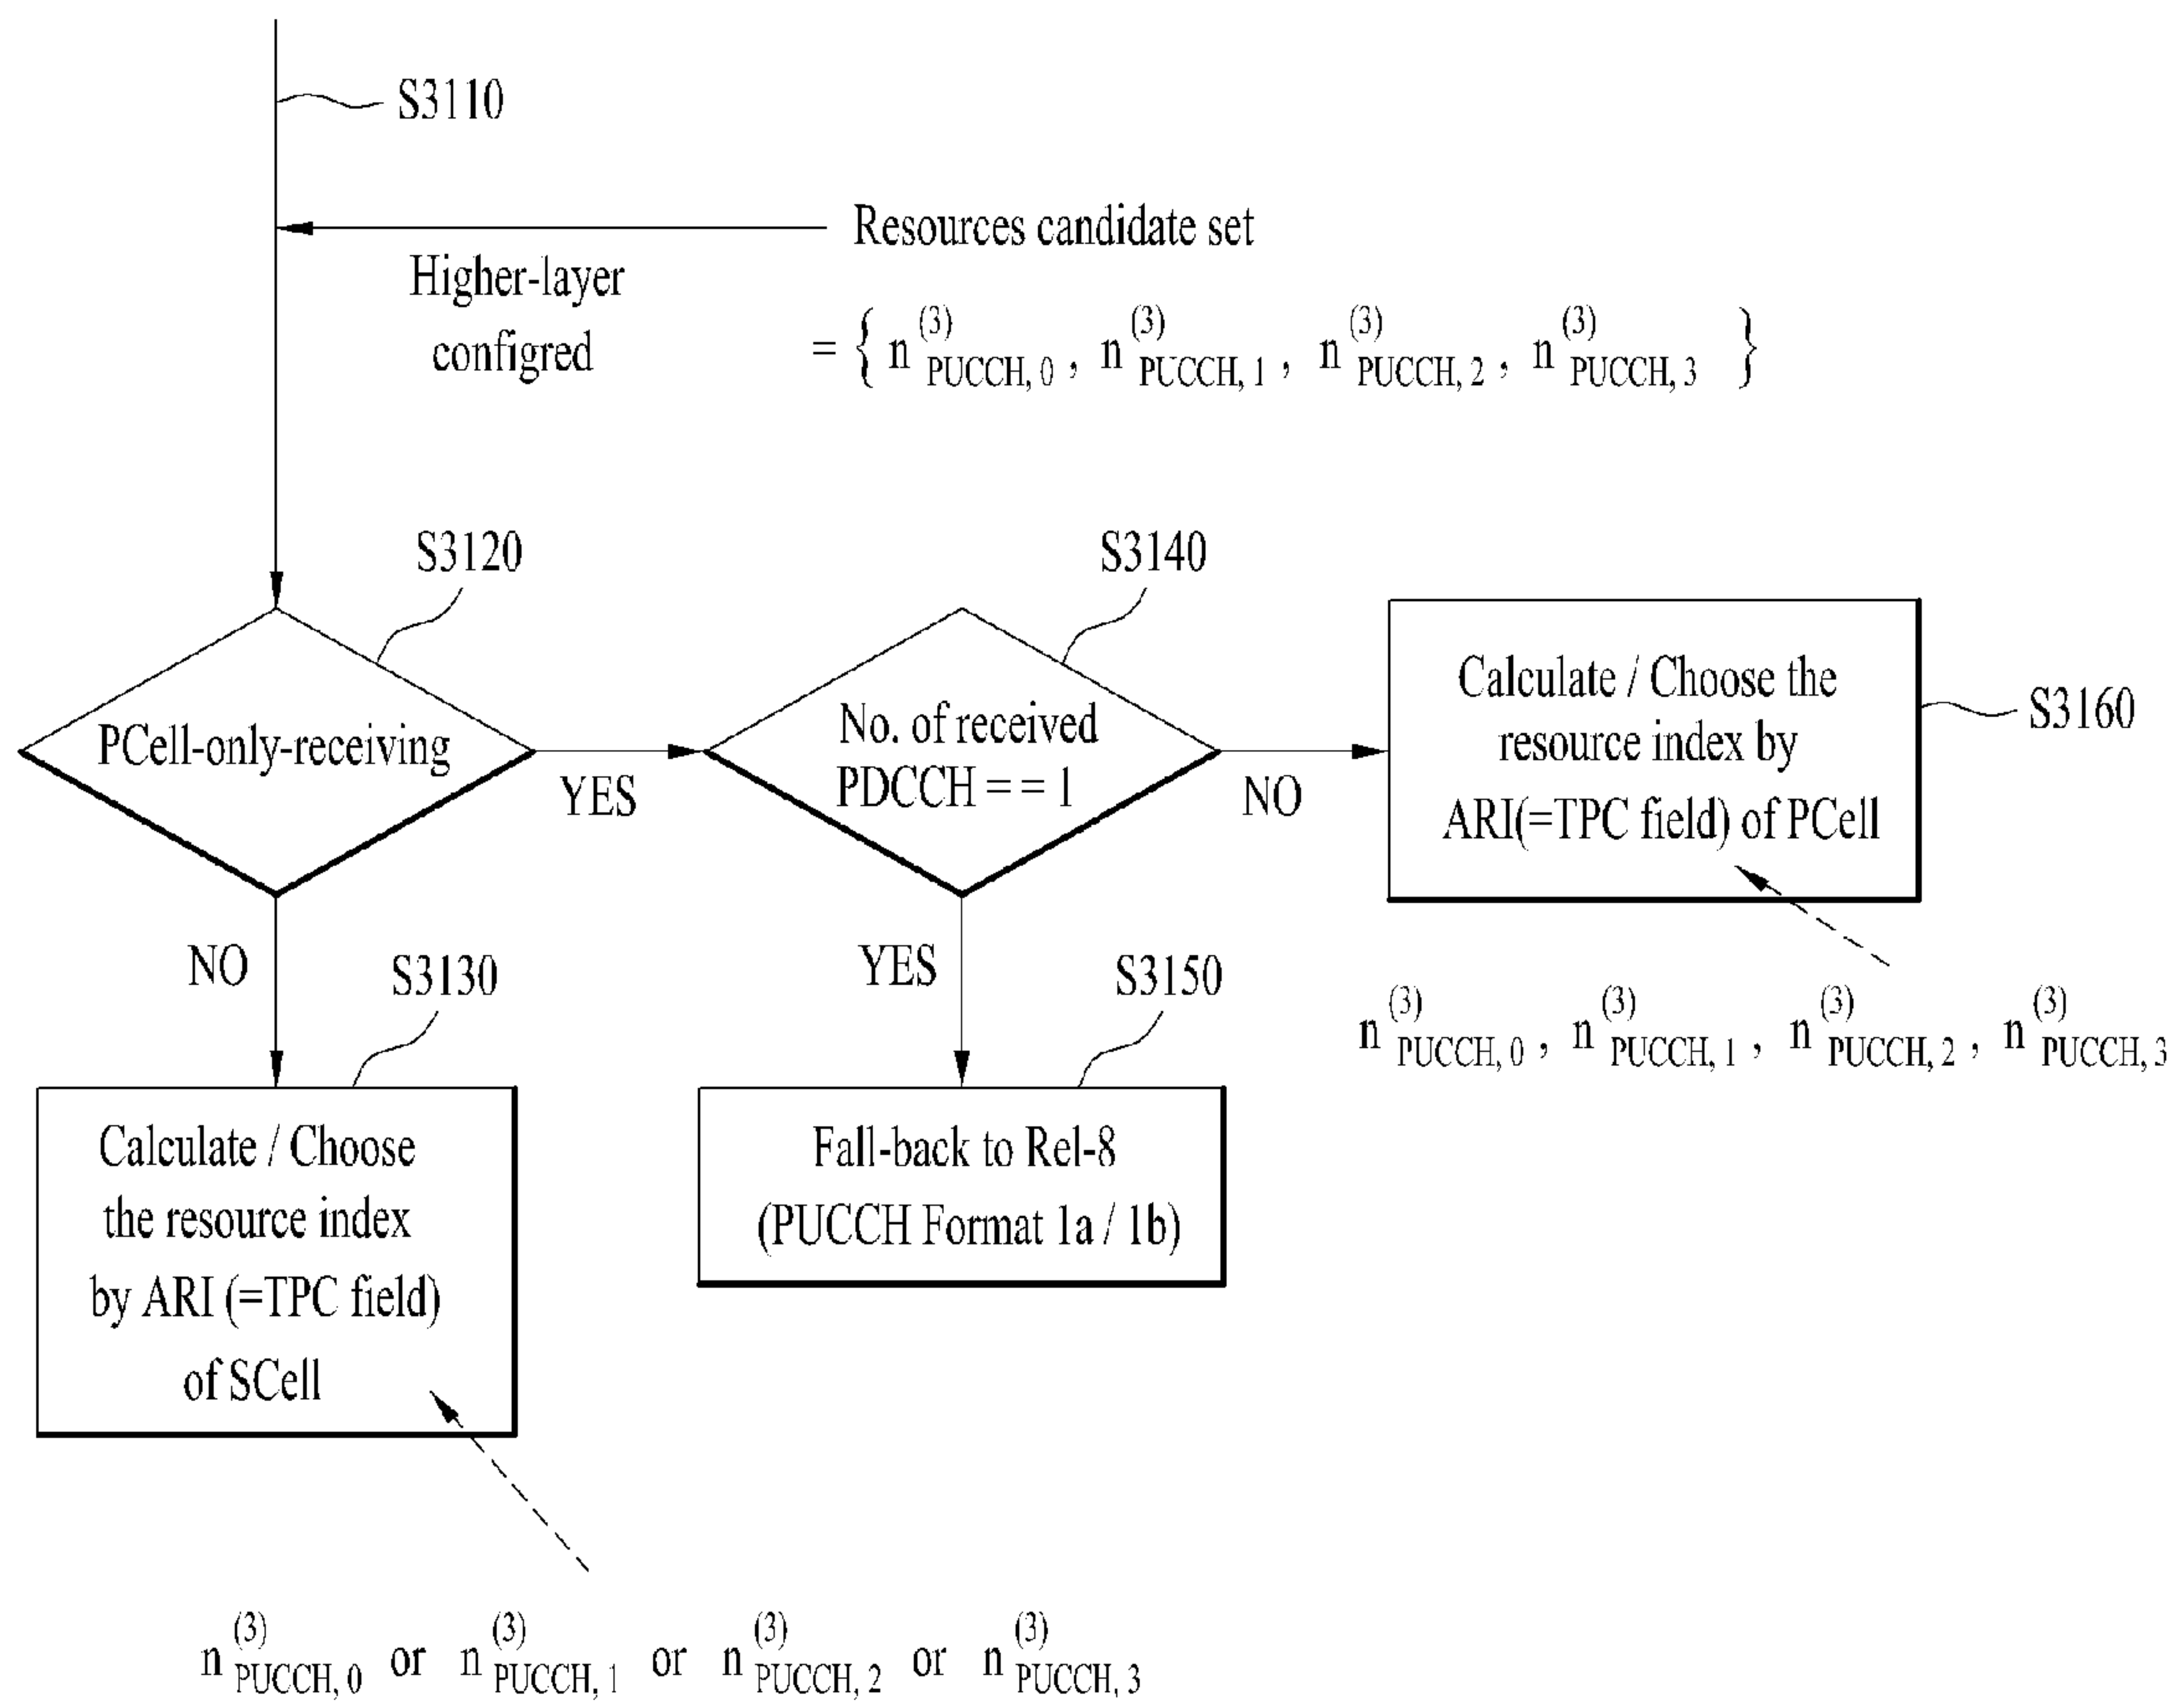 S3110
Resources candidate set
Higher-layer
configred
= { n(3)PUCCH, 0 , n(3)PUCCH, 1 , n(3)PUCCH, 2 , n(3)PUCCH, 3 }
S3120
S3140
PCell-only-receiving
YES
No. of received
PDCCH = = 1
NO
Calculate / Choose the
resource index by
ARI(=TPC field) of PCell
S3160
NO
S3130
YES
S3150
n(3)PUCCH, 0 , n(3)PUCCH, 1 , n(3)PUCCH, 2 , n(3)PUCCH, 3
Calculate / Choose
the resource index
by ARI (=TPC field)
of SCell
Fall-back to Rel-8
(PUCCH Format 1a / 1b)
n(3)PUCCH, 0 or n(3)PUCCH, 1 or n(3)PUCCH, 2 or n(3)PUCCH, 3